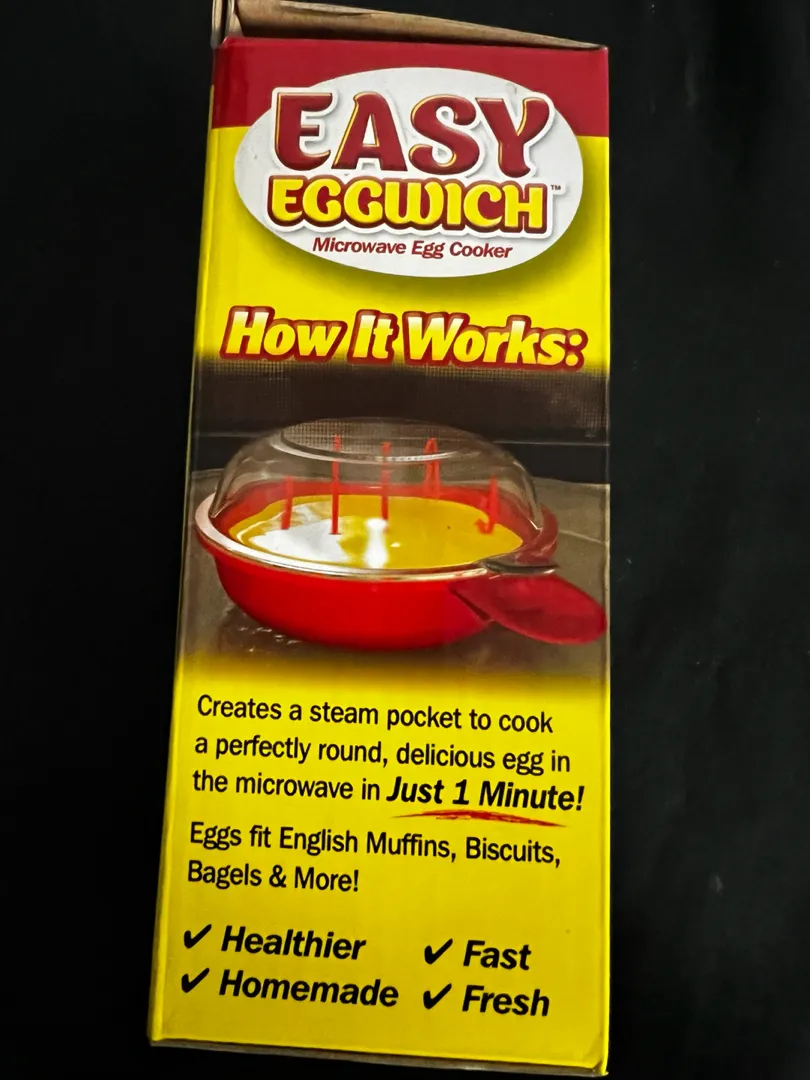 EASY
EGGWICH™
Microwave Egg Cooker
How It Works:
Creates a steam pocket to cook
a perfectly round, delicious egg in
the microwave in Just 1 Minute!
Eggs fit English Muffins, Biscuits,
Bagels & More!
✔ Healthier ✔ Fast
✔ Homemade ✔ Fresh